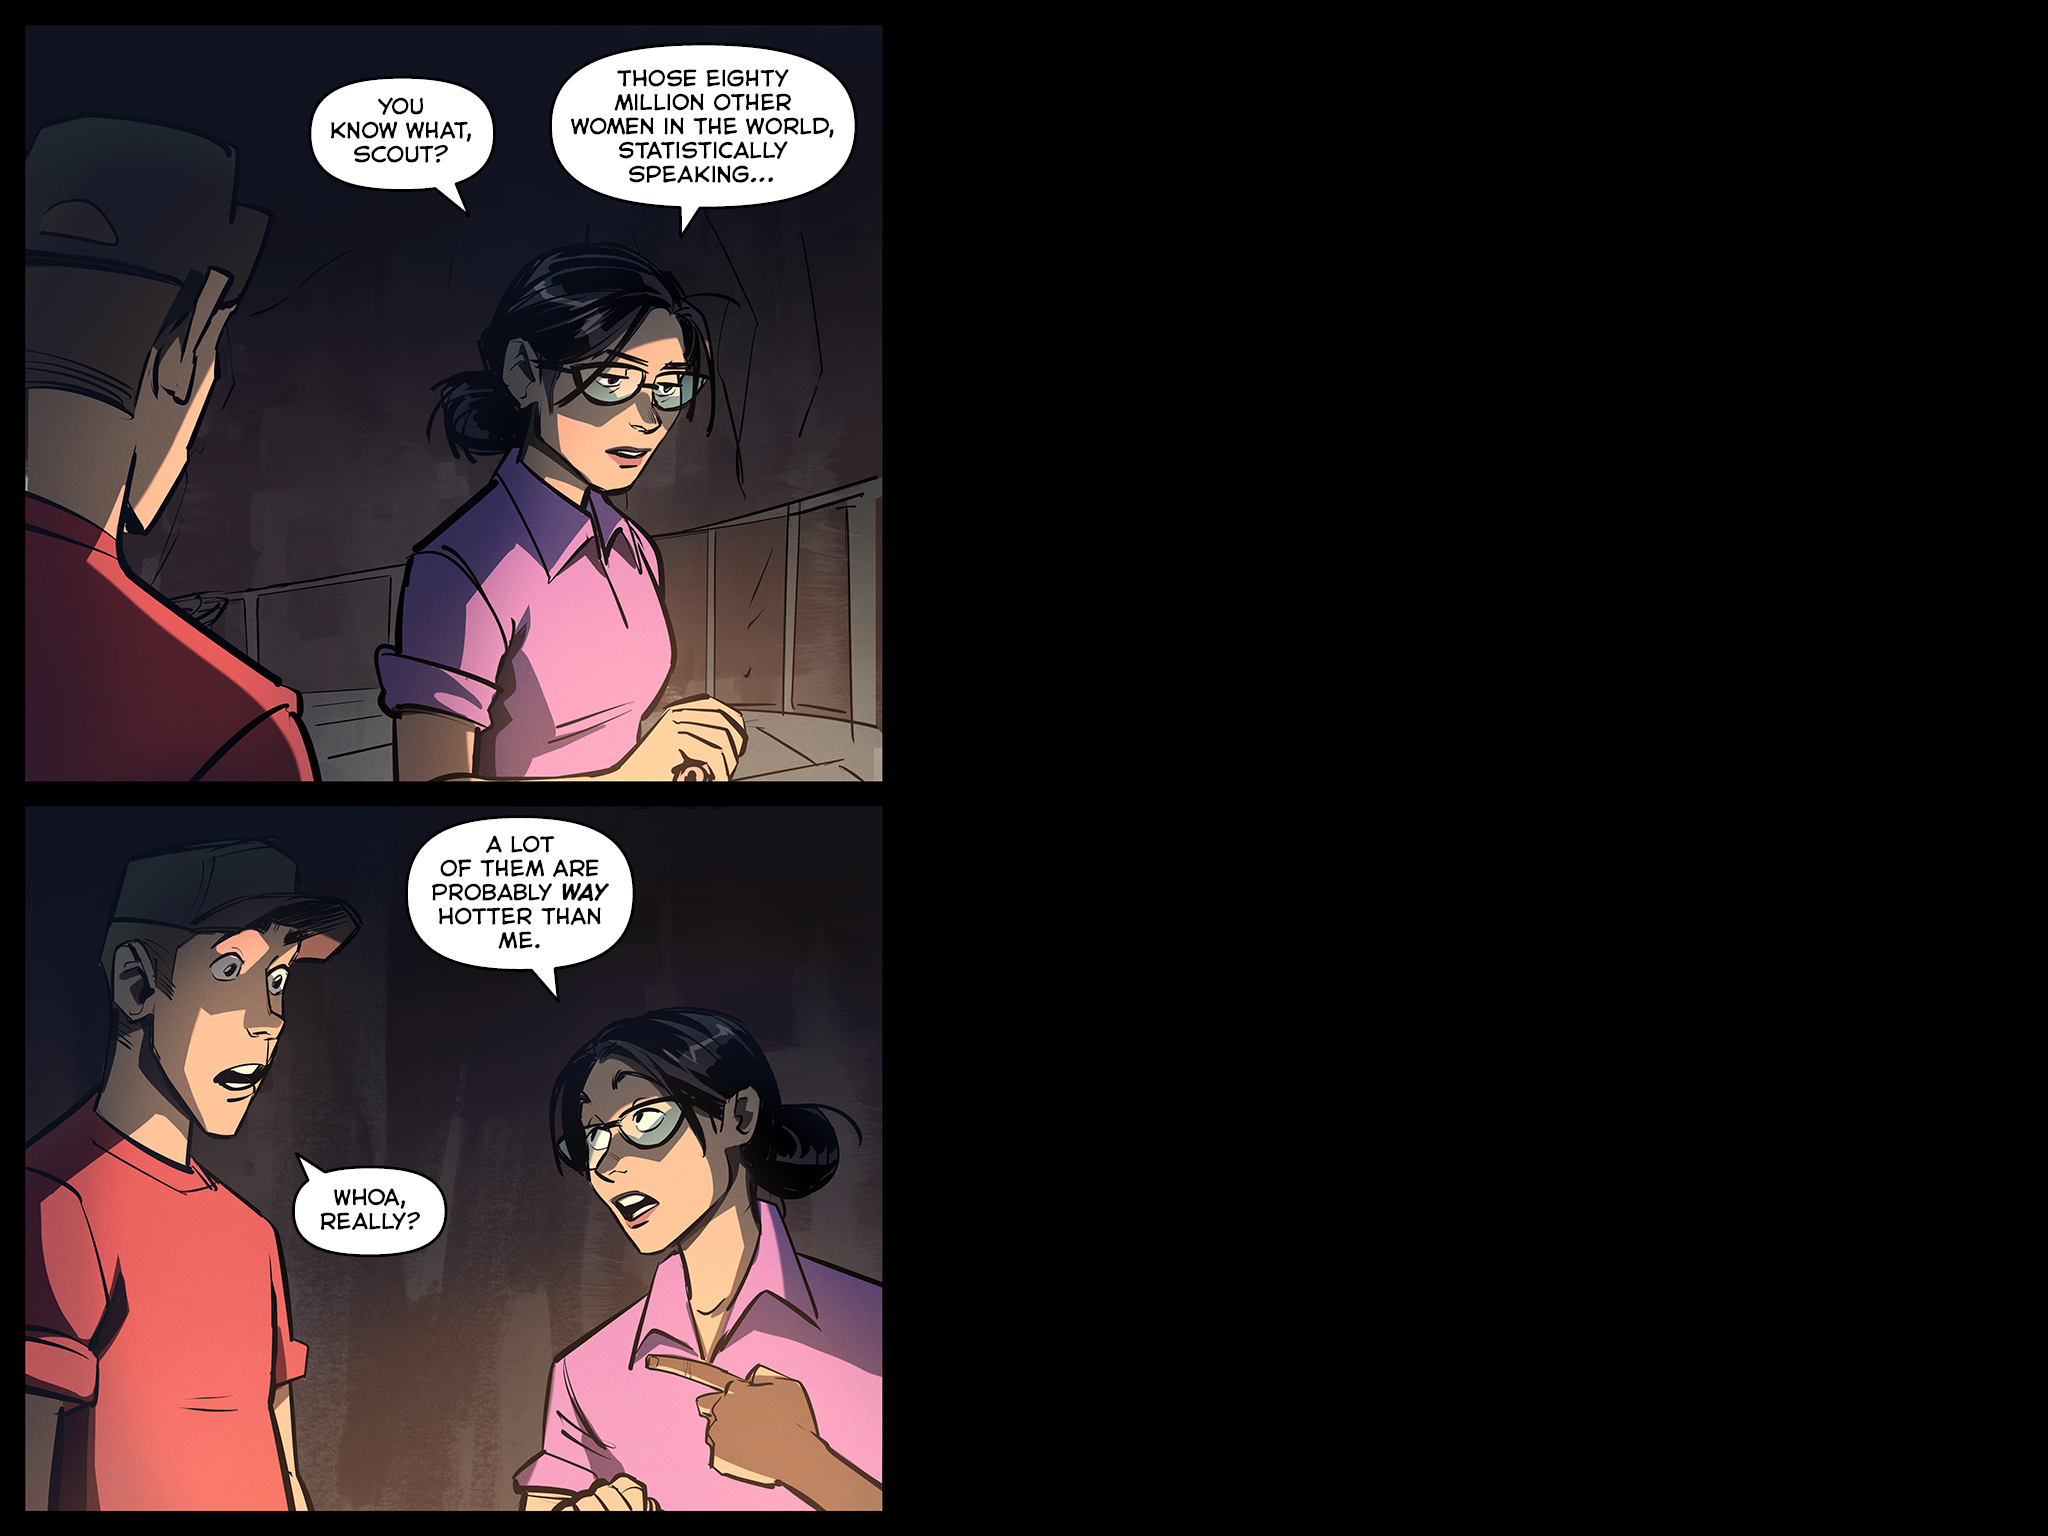 YOU
KNOW WHAT,
SCOUT?
THOSE EIGHTY
MILLION OTHER
WOMEN IN THE WORLD,
STATISTICALLY
SPEAKING...
A LOT
OF THEM ARE
PROBABLY WAY
HOTTER THAN
ME.
WHOA,
REALLY?